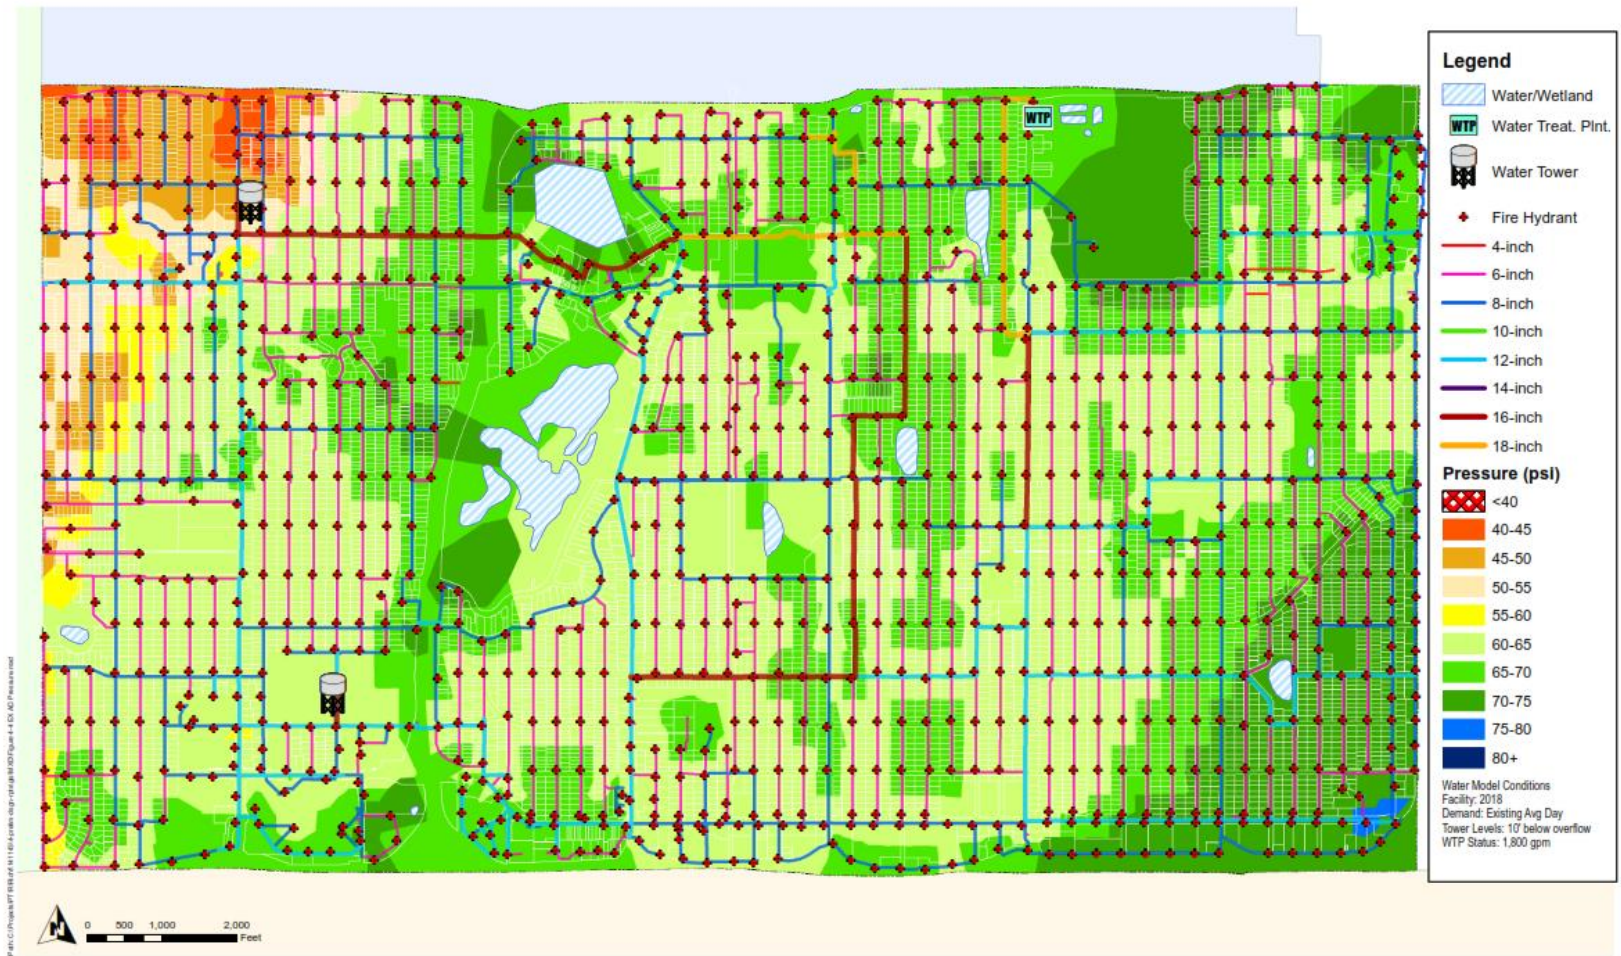 Legend
Water/Wetland
WTP Water Treat. Plnt.
Water Tower
Fire Hydrant
4-inch
6-inch
8-inch
10-inch
12-inch
14-inch
16-inch
18-inch
Pressure (psi)
<40
40-45
45-50
50-55
55-60
60-65
65-70
70-75
75-80
80+
Water Model Conditions
Facility: 2018
Demand: Existing Avg Day
Tower Levels: 10' below overflow
WTP Status: 1,800 gpm
WTP
N
0 500 1,000 2,000
Feet